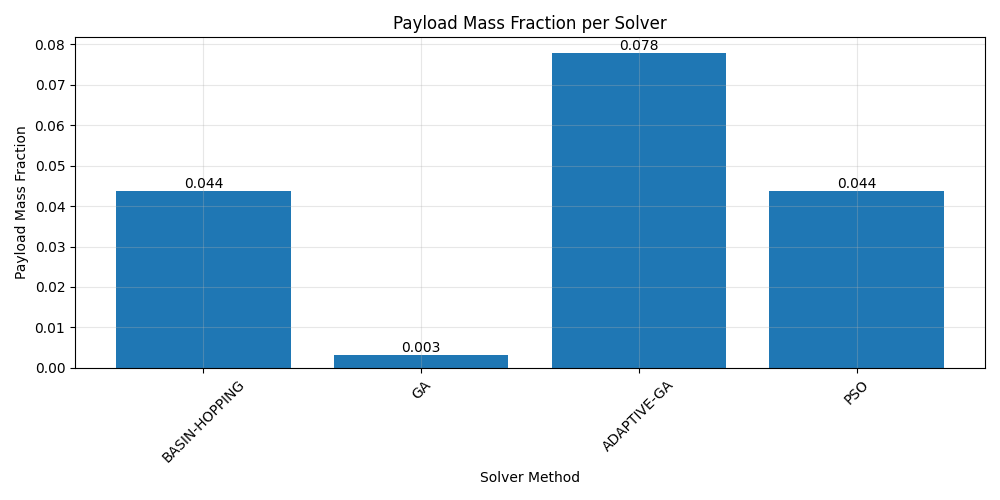 Payload Mass Fraction per Solver
Payload Mass Fraction
0.08
0.07
0.06
0.05
0.04
0.03
0.02
0.01
0.00
0.044
0.003
0.078
0.044
BASIN-HOPPING
GA
ADAPTIVE-GA
PSO
Solver Method